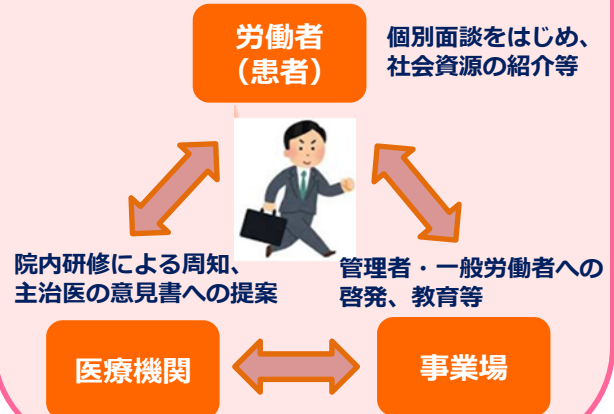 労働者
（患者）
個別面談をはじめ、
社会資源の紹介等
院内研修による周知、
主治医の意見書への提案
管理者・一般労働者への
啓発、教育等
医療機関
事業場